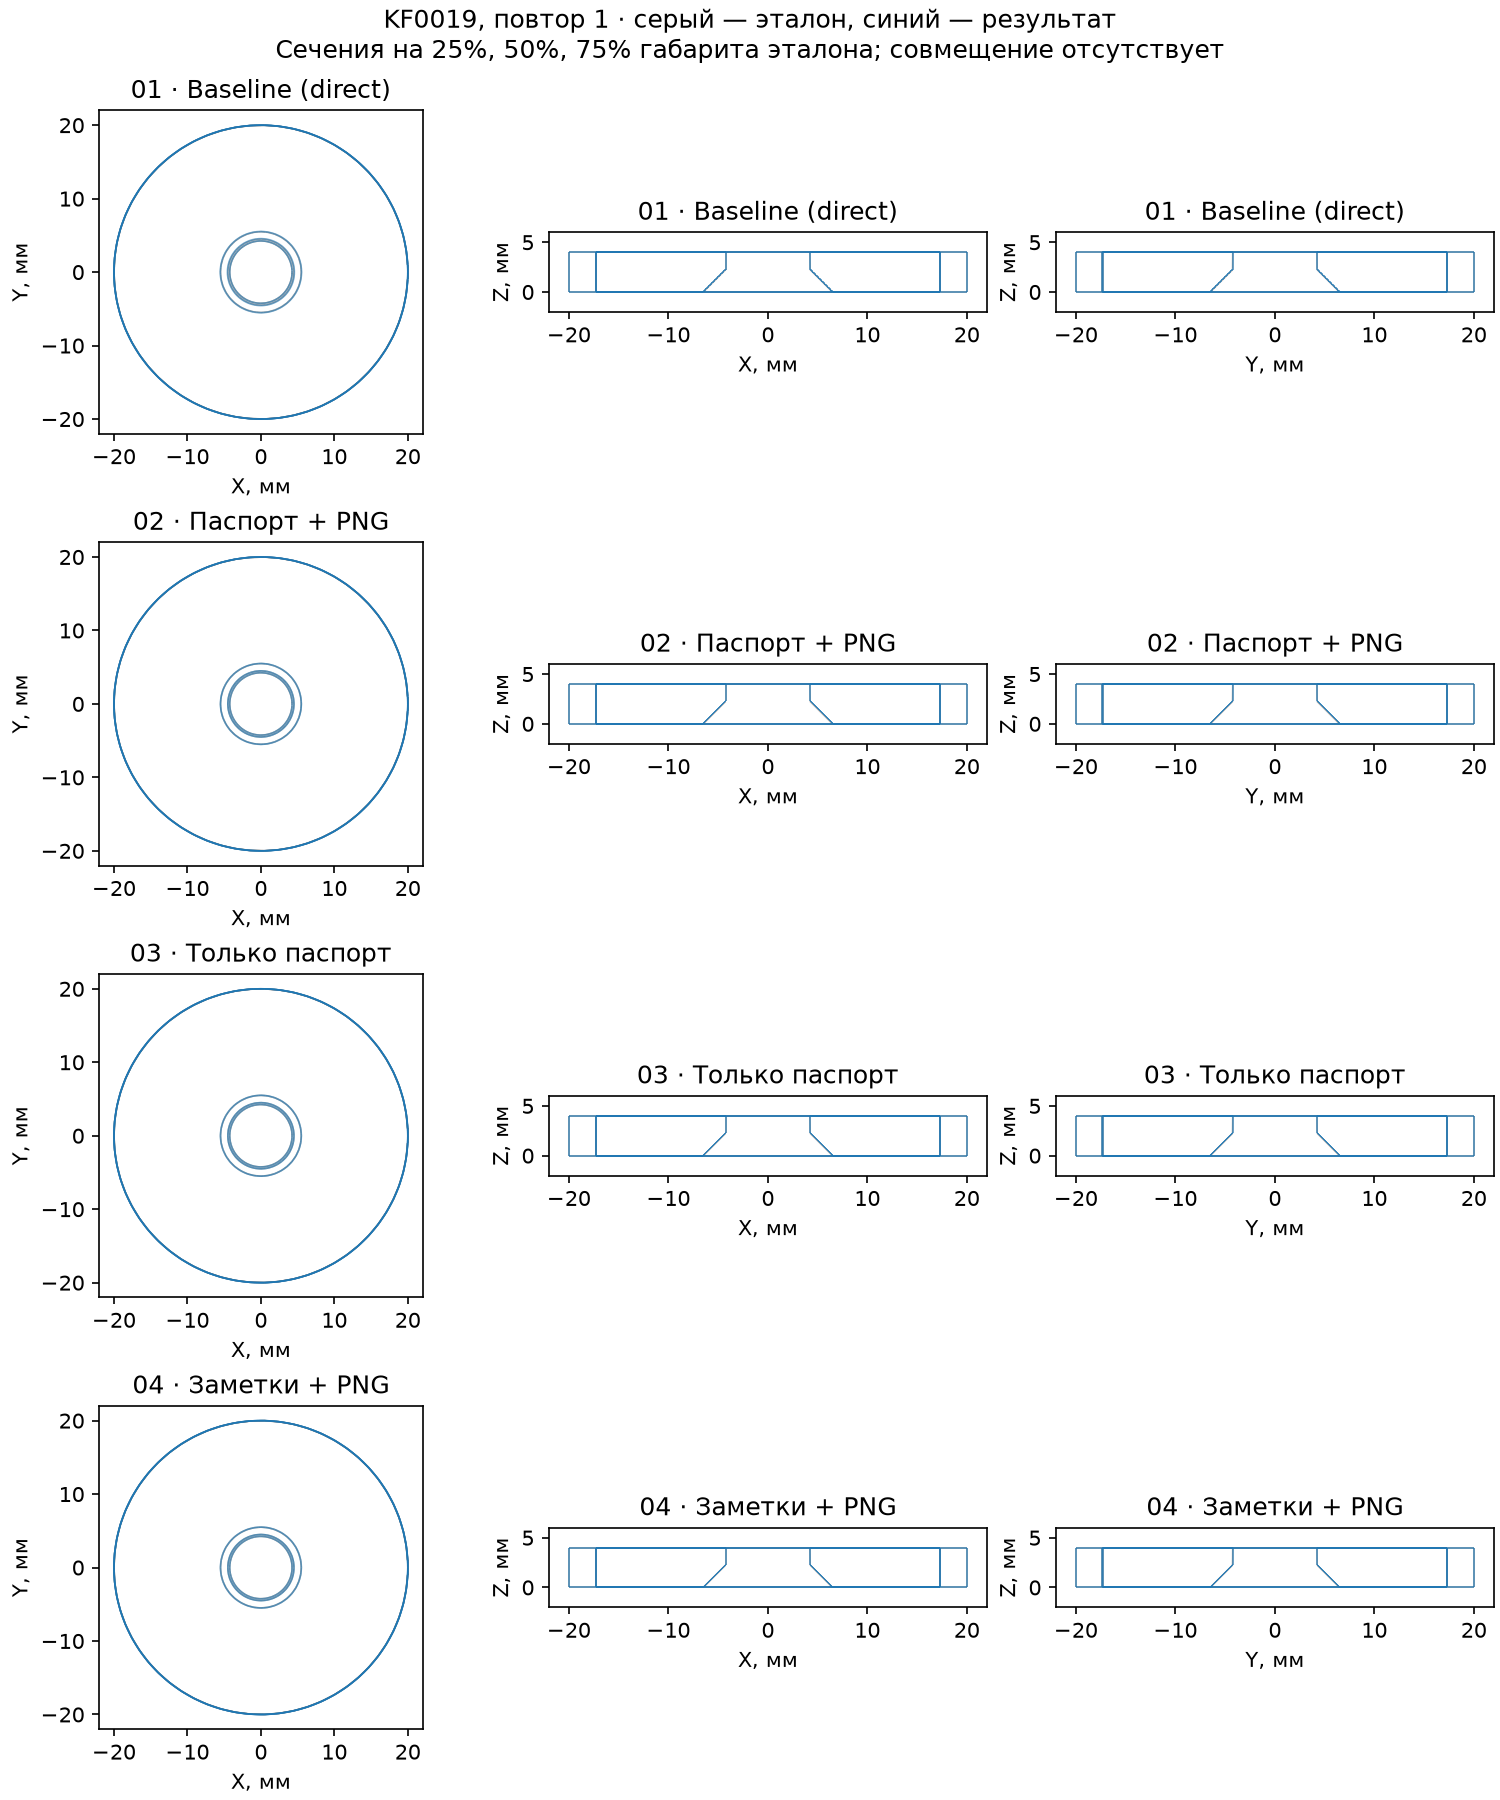 KF0019, повтор 1 · серый — эталон, синий — результат
Сечения на 25%, 50%, 75% габарита эталона; совмещение отсутствует
01 · Baseline (direct)
20
10
0
−10
−20
Y, мм
−20 −10 0 10 20
X, мм
01 · Baseline (direct)
5
0
Z, мм
−20 −10 0 10 20
X, мм
01 · Baseline (direct)
5
0
Z, мм
−20 −10 0 10 20
Y, мм
02 · Паспорт + PNG
20
10
0
−10
−20
Y, мм
−20 −10 0 10 20
X, мм
02 · Паспорт + PNG
5
0
Z, мм
−20 −10 0 10 20
X, мм
02 · Паспорт + PNG
5
0
Z, мм
−20 −10 0 10 20
Y, мм
03 · Только паспорт
20
10
0
−10
−20
Y, мм
−20 −10 0 10 20
X, мм
03 · Только паспорт
5
0
Z, мм
−20 −10 0 10 20
X, мм
03 · Только паспорт
5
0
Z, мм
−20 −10 0 10 20
Y, мм
04 · Заметки + PNG
20
10
0
−10
−20
Y, мм
−20 −10 0 10 20
X, мм
04 · Заметки + PNG
5
0
Z, мм
−20 −10 0 10 20
X, мм
04 · Заметки + PNG
5
0
Z, мм
−20 −10 0 10 20
Y, мм